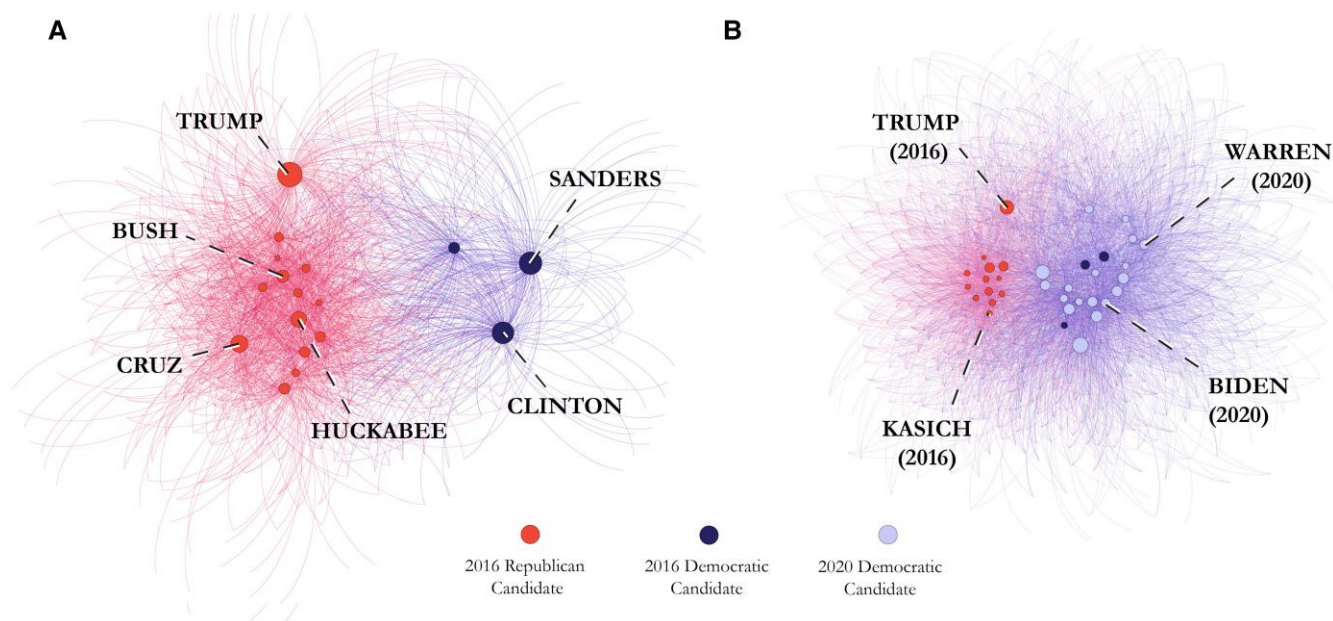 A
TRUMP
BUSH
CRUZ
HUCKABEE
SANDERS
CLINTON
B
TRUMP
(2016)
WARREN
(2020)
KASICH
(2016)
BIDEN
(2020)
2016 Republican
Candidate
2016 Democratic
Candidate
2020 Democratic
Candidate